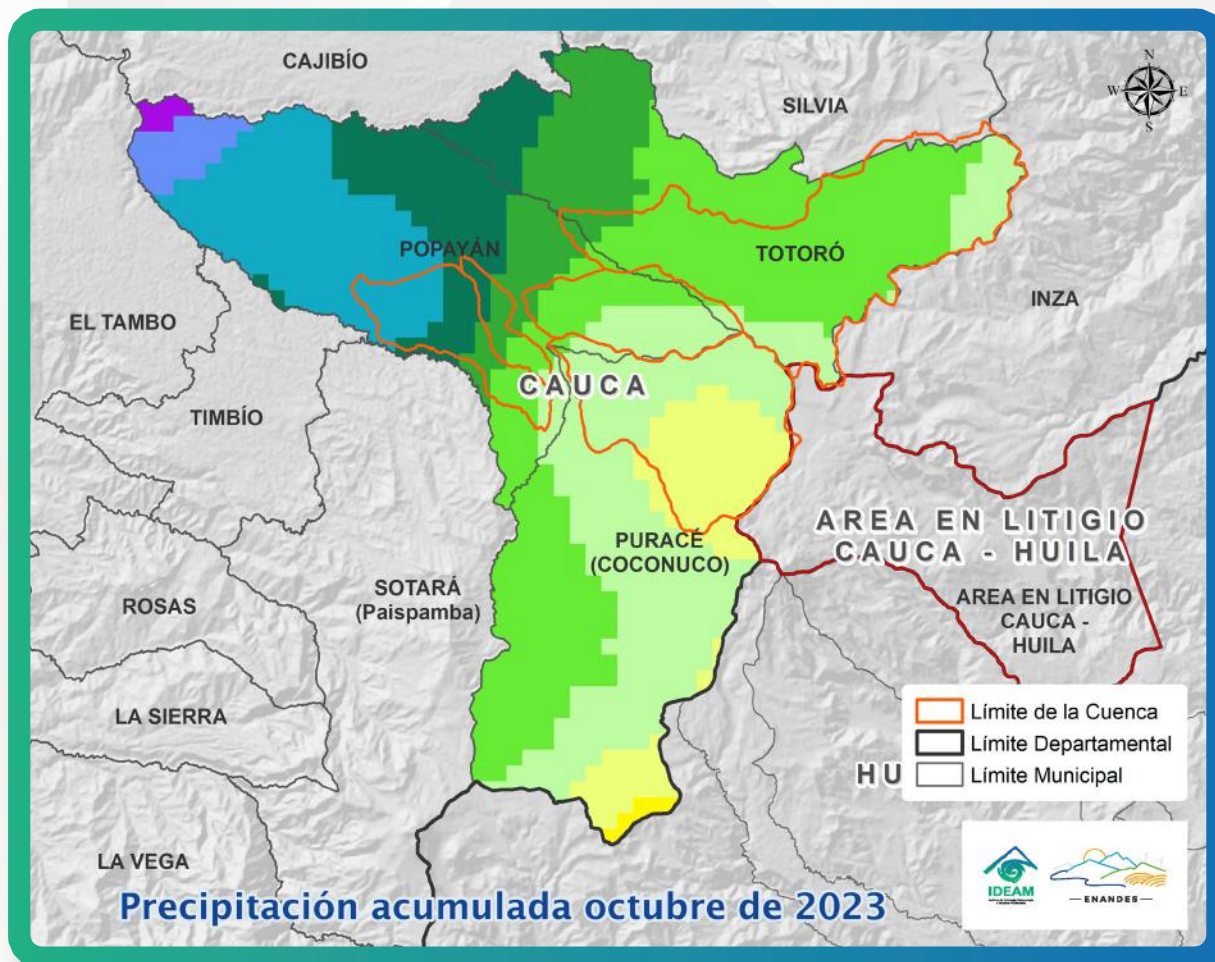 CAJIBÍO
SILVIA
N
W
E
S
POPAYÁN
TOTORÓ
INZA
EL TAMBO
CAUCA
TIMBÍO
AREA EN LITIGIO
CAUCA - HUILA
PURACÉ
(COCONUCO)
SOTARÁ
(Paispamba)
ROSAS
AREA EN LITIGIO
CAUCA -
HUILA
LA SIERRA
Límite de la Cuenca
Límite Departamental
HU
Límite Municipal
LA VEGA
IDEAM
ENANDES
Precipitación acumulada octubre de 2023